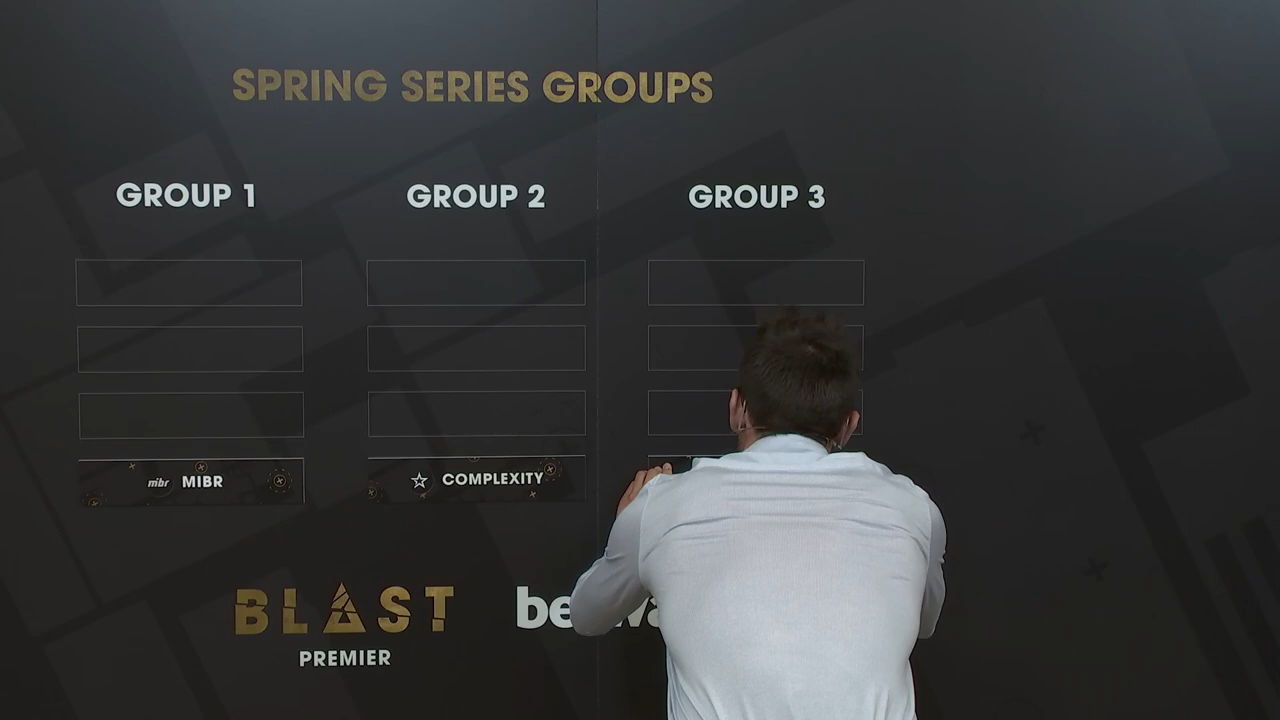 SPRING SERIES GROUPS
GROUP 1
GROUP 2
GROUP 3
mibr MIBR
COMPLEXITY
BLAST
PREMIER